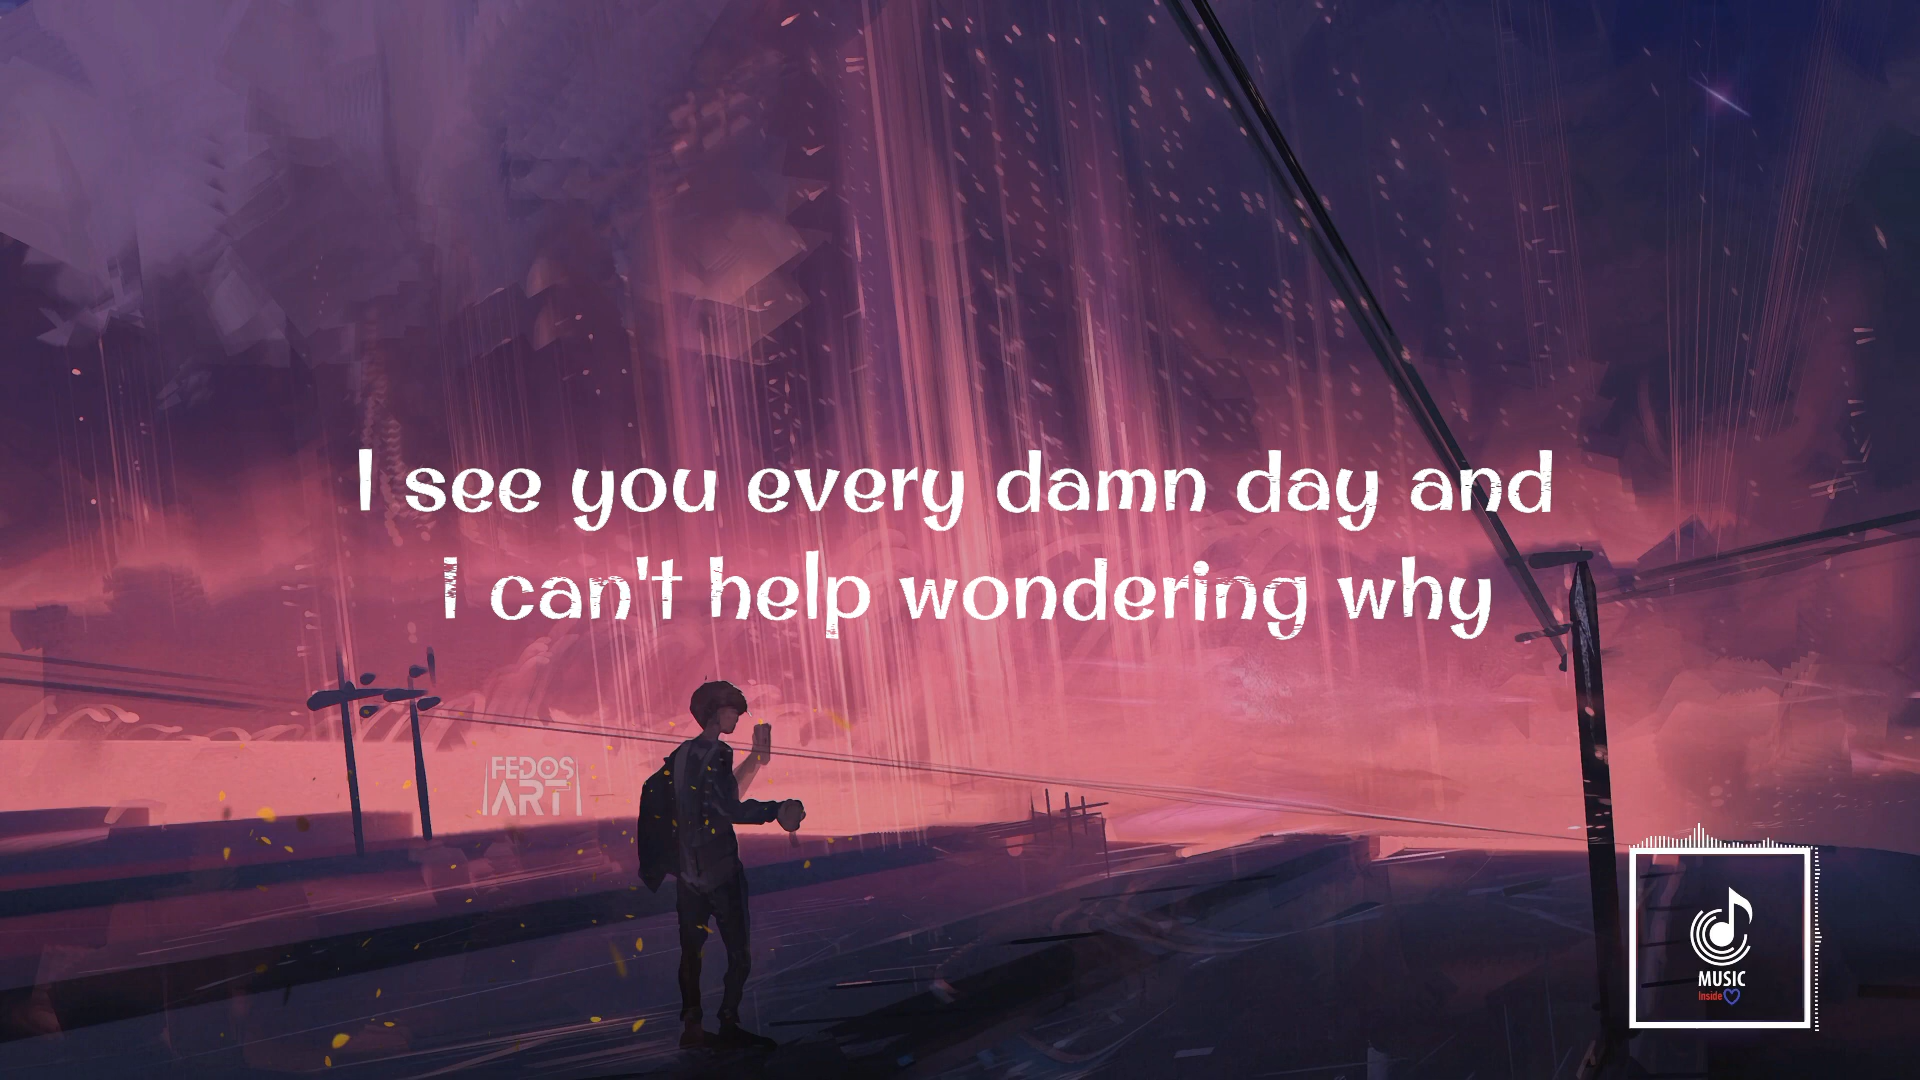 I see you every damn day and
I can't help wondering why
FEDOS
ART
MUSIC
Inside